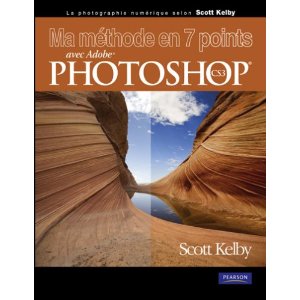 La photographie numérique selon Scott Kelby
Ma méthode en 7 points
avec Adobe®
PHOTOSHOP®
CS3
Scott Kelby
PEARSON